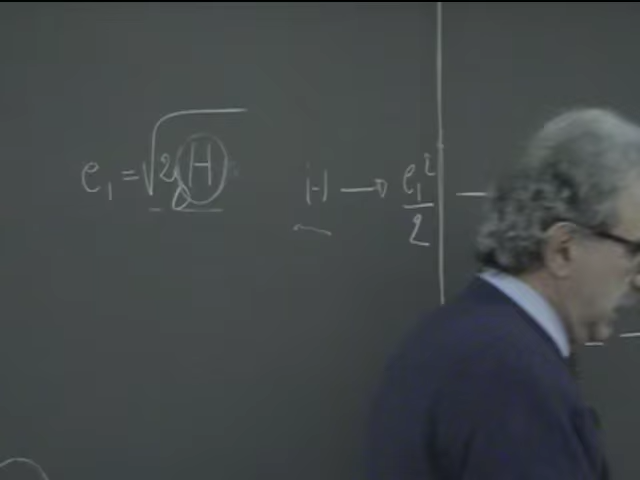 e₁ = √2gH H → e₁²/2